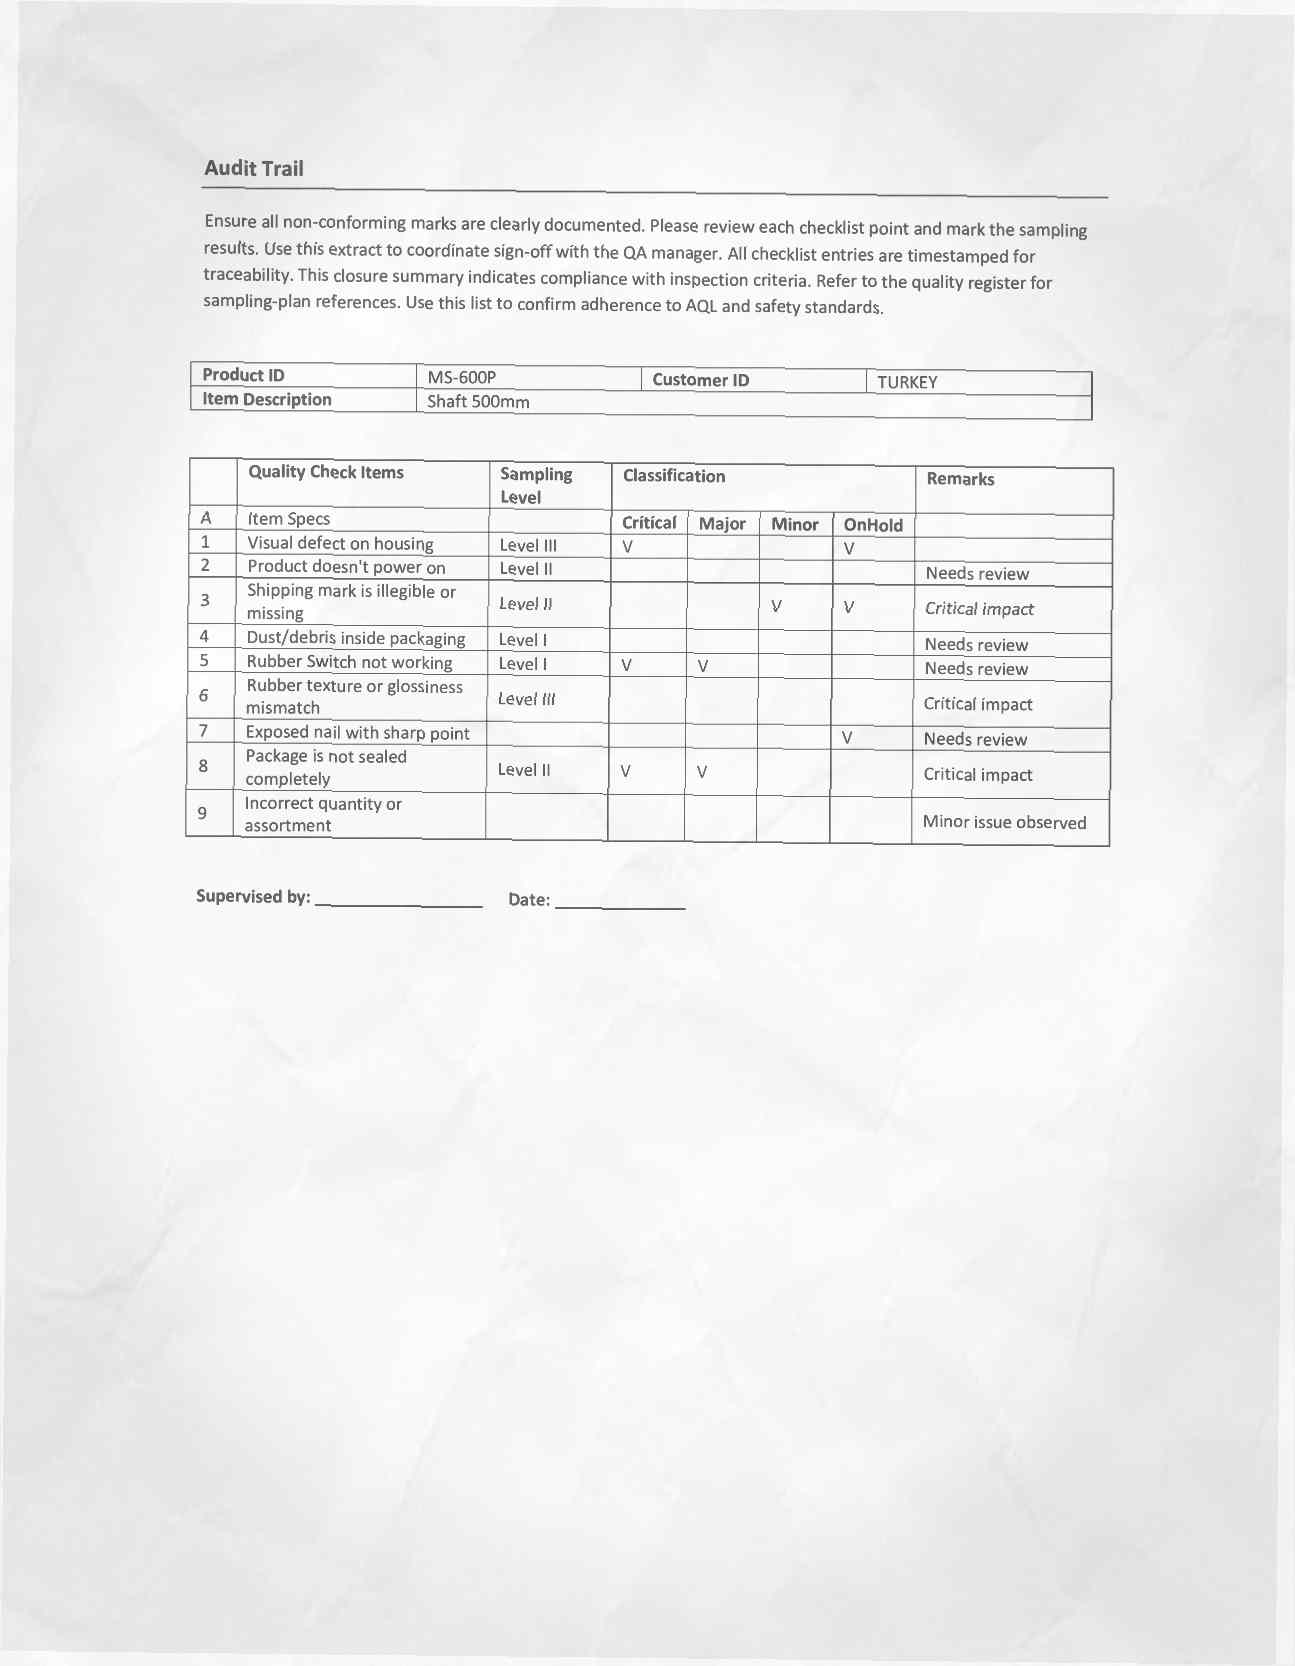 Audit Trail
Ensure all non-conforming marks are clearly documented. Please review each checklist point and mark the sampling
results. Use this extract to coordinate sign-off with the QA manager. All checklist entries are timestamped for
traceability. This closure summary indicates compliance with inspection criteria. Refer to the quality register for
sampling-plan references. Use this list to confirm adherence to AQL and safety standards.
Product ID MS-600P Customer ID TURKEY
Item Description Shaft 500mm
Quality Check Items Sampling Level Classification Remarks
A Item Specs Critical Major Minor OnHold
1 Visual defect on housing Level III V V
2 Product doesn't power on Level II Needs review
3 Shipping mark is illegible or missing Level II V V Critical impact
4 Dust/debris inside packaging Level I Needs review
5 Rubber Switch not working Level I V V Needs review
6 Rubber texture or glossiness mismatch Level III Critical impact
7 Exposed nail with sharp point V Needs review
8 Package is not sealed completely Level II V V Critical impact
9 Incorrect quantity or assortment Minor issue observed
Supervised by: ________________ Date: ____________